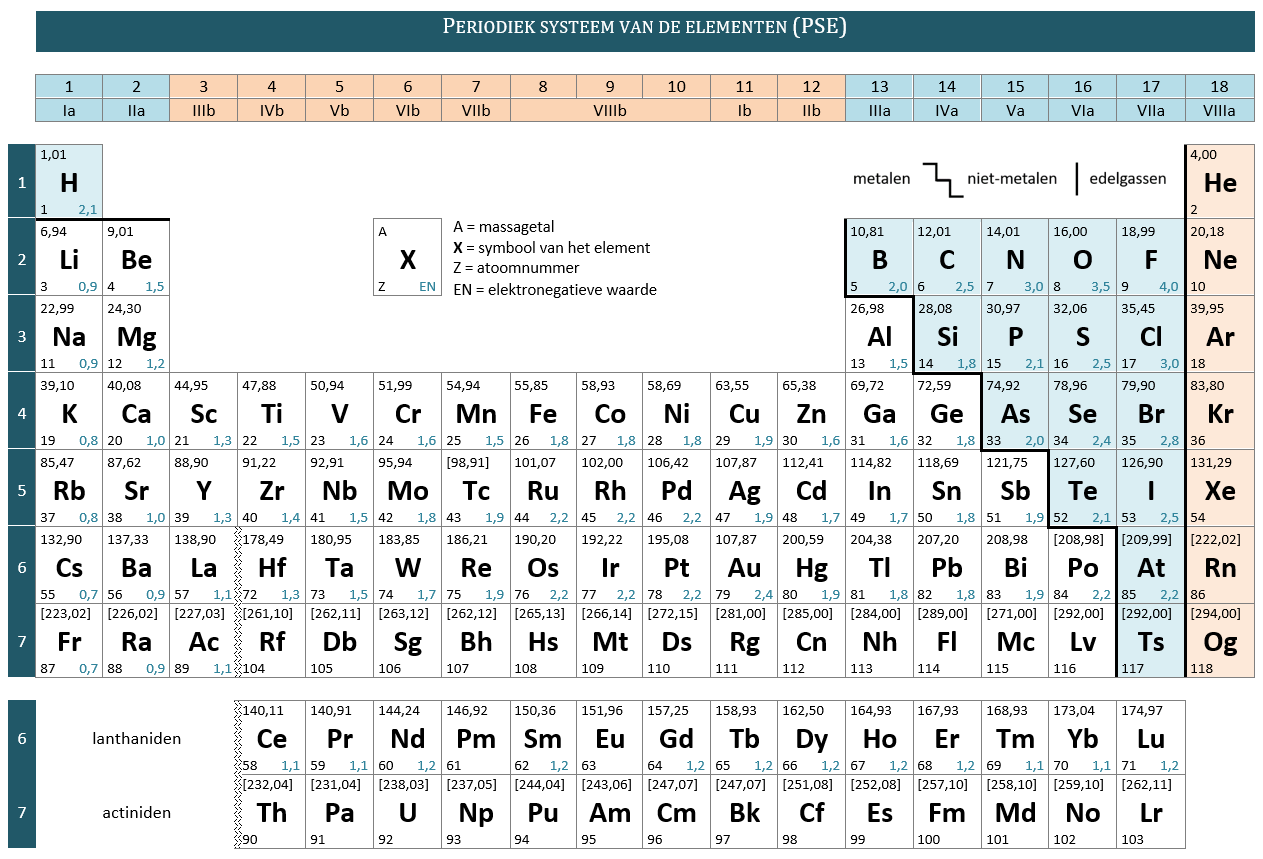 PERIODIEK SYSTEEM VAN DE ELEMENTEN (PSE)
1 2 3 4 5 6 7 8 9 10 11 12 13 14 15 16 17 18
Ia IIa IIIb IVb Vb VIb VIIb VIIIb Ib IIb IIIa IVa Va VIa VIIa VIIIa
1,01 4,00
1 H metalen niet-metalen edelgassen He
1 2,1 2
A = massagetal
X = symbool van het element
Z = atoomnummer
EN = elektronegatieve waarde
6,94 9,01 A 10,81 12,01 14,01 16,00 18,99 20,18
2 Li Be X B C N O F Ne
3 0,9 4 1,5 Z EN 5 2,0 6 2,5 7 3,0 8 3,5 9 4,0 10
22,99 24,30 26,98 28,08 30,97 32,06 35,45 39,95
3 Na Mg Al Si P S Cl Ar
11 0,9 12 1,2 13 1,5 14 1,8 15 2,1 16 2,5 17 3,0 18
39,10 40,08 44,95 47,88 50,94 51,99 54,94 55,85 58,93 58,69 63,55 65,38 69,72 72,59 74,92 78,96 79,90 83,80
4 K Ca Sc Ti V Cr Mn Fe Co Ni Cu Zn Ga Ge As Se Br Kr
19 0,8 20 1,0 21 1,3 22 1,5 23 1,6 24 1,6 25 1,5 26 1,8 27 1,8 28 1,8 29 1,9 30 1,6 31 1,6 32 1,8 33 2,0 34 2,4 35 2,8 36
85,47 87,62 88,90 91,22 92,91 95,94 [98,91] 101,07 102,00 106,42 107,87 112,41 114,82 118,69 121,75 127,60 126,90 131,29
5 Rb Sr Y Zr Nb Mo Tc Ru Rh Pd Ag Cd In Sn Sb Te I Xe
37 0,8 38 1,0 39 1,3 40 1,4 41 1,5 42 1,8 43 1,9 44 2,2 45 2,2 46 2,2 47 1,9 48 1,7 49 1,7 50 1,8 51 1,9 52 2,1 53 2,5 54
132,90 137,33 138,90 178,49 180,95 183,85 186,21 190,20 192,22 195,08 107,87 200,59 204,38 207,20 208,98 [208,98] [209,99] [222,02]
6 Cs Ba La Hf Ta W Re Os Ir Pt Au Hg Tl Pb Bi Po At Rn
55 0,7 56 0,9 57 1,1 72 1,3 73 1,5 74 1,7 75 1,9 76 2,2 77 2,2 78 2,2 79 2,4 80 1,9 81 1,8 82 1,8 83 1,9 84 2,2 85 2,2 86
[223,02] [226,02] [227,03] [261,10] [262,11] [263,12] [262,12] [265,13] [266,14] [272,15] [281,00] [285,00] [284,00] [289,00] [271,00] [292,00] [292,00] [294,00]
7 Fr Ra Ac Rf Db Sg Bh Hs Mt Ds Rg Cn Nh Fl Mc Lv Ts Og
87 0,7 88 0,9 89 1,1 104 105 106 107 108 109 110 111 112 113 114 115 116 117 118
140,11 140,91 144,24 146,92 150,36 151,96 157,25 158,93 162,50 164,93 167,93 168,93 173,04 174,97
6 lanthaniden Ce Pr Nd Pm Sm Eu Gd Tb Dy Ho Er Tm Yb Lu
58 1,1 59 1,1 60 1,2 61 62 1,2 63 64 1,2 65 1,2 66 1,2 67 1,2 68 1,2 69 1,1 70 1,1 71 1,2
[232,04] [231,04] [238,03] [237,05] [244,04] [243,06] [247,07] [247,07] [251,08] [252,08] [257,10] [258,10] [259,10] [262,11]
7 actiniden Th Pa U Np Pu Am Cm Bk Cf Es Fm Md No Lr
90 91 92 93 94 95 96 97 98 99 100 101 102 103